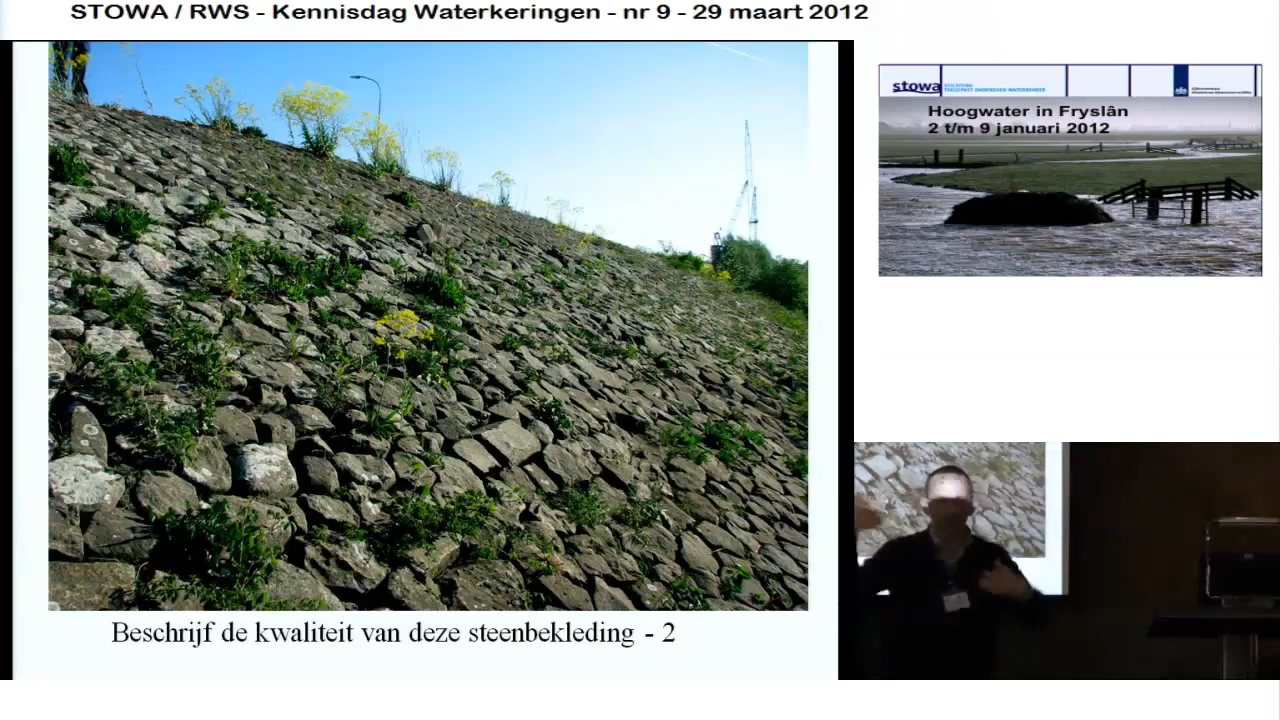 STOWA / RWS - Kennisdag Waterkeringen - nr 9 - 29 maart 2012
stowa
Hoogwater in Fryslân
2 t/m 9 januari 2012
Beschrijf de kwaliteit van deze steenbekleding - 2